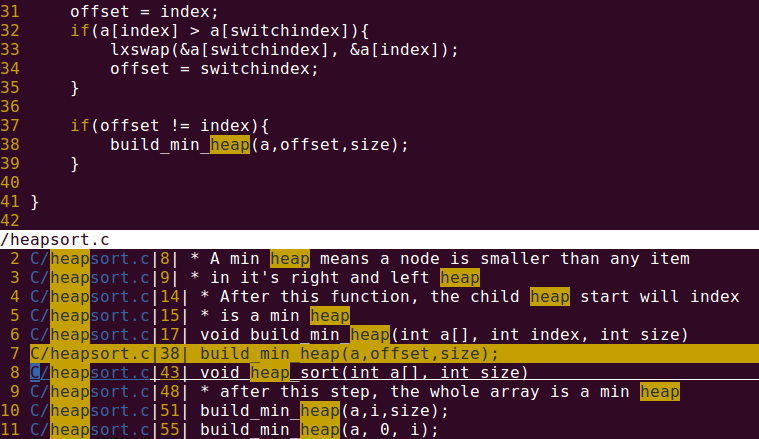 31     offset = index;
32     if(a[index] > a[switchindex]){
33         lxswap(&a[switchindex], &a[index]);
34         offset = switchindex;
35     }
36
37     if(offset != index){
38         build_min_heap(a,offset,size);
39     }
40
41 }
42
/heapsort.c
2 C/heapsort.c|8| * A min heap means a node is smaller than any item
3 C/heapsort.c|9| * in it's right and left heap
4 C/heapsort.c|14| * After this function, the child heap start will index
5 C/heapsort.c|15| * is a min heap
6 C/heapsort.c|17| void build_min_heap(int a[], int index, int size)
7 C/heapsort.c|38| build_min_heap(a,offset,size);
8 C/heapsort.c|43| void heap_sort(int a[], int size)
9 C/heapsort.c|48| * after this step, the whole array is a min heap
10 C/heapsort.c|51| build_min_heap(a,i,size);
11 C/heapsort.c|55| build_min_heap(a, 0, i);